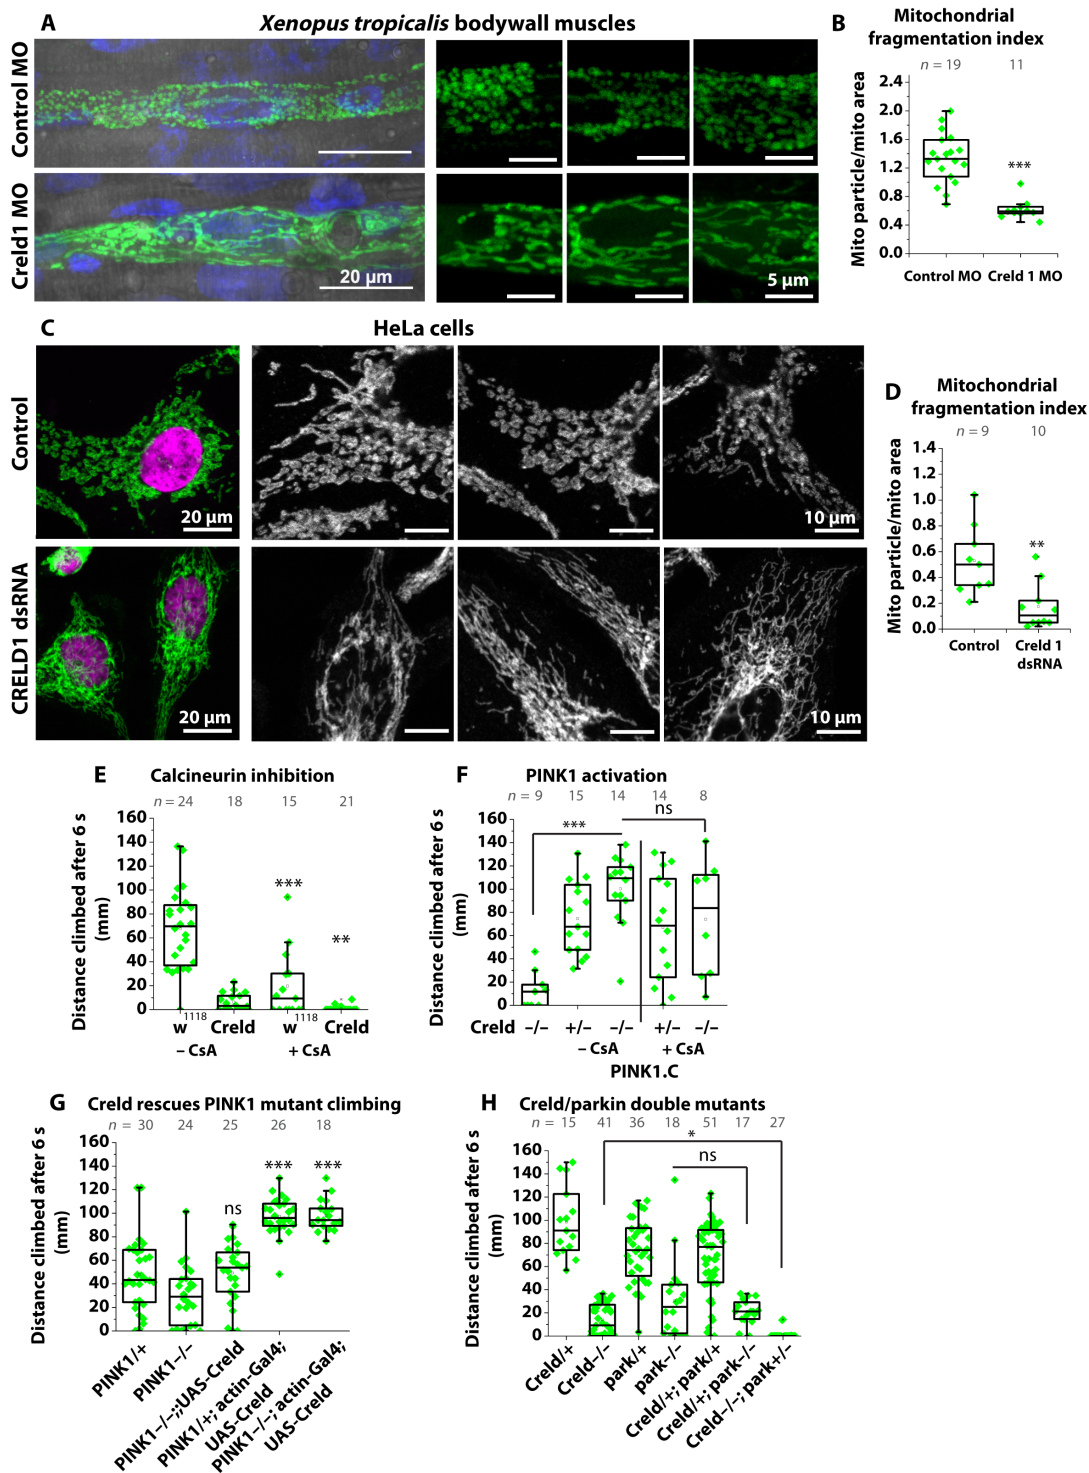 A
Xenopus tropicalis bodywall muscles
Control MO
Creld1 MO
20 µm
5 µm
B
Mitochondrial
fragmentation index
n = 19 11
Mito particle/mito area
2.4
2.0
1.6
1.2
0.8
0.4
0.0
***
Control MO Creld 1 MO
C
HeLa cells
Control
CRELD1 dsRNA
20 µm
10 µm
20 µm
10 µm
D
Mitochondrial
fragmentation index
n = 9 10
Mito particle/mito area
1.4
1.2
1.0
0.8
0.6
0.4
0.2
0.0
**
Control Creld 1
dsRNA
E
Calcineurin inhibition
n = 24 18 15 21
Distance climbed after 6 s
(mm)
160
140
120
100
80
60
40
20
0
***
**
w1118 Creld w1118 Creld
– CsA + CsA
F
PINK1 activation
n = 9 15 14 14 8
ns
***
Distance climbed after 6 s
(mm)
160
140
120
100
80
60
40
20
0
Creld –/– +/– –/– +/– –/–
– CsA + CsA
PINK1.C
G
Creld rescues PINK1 mutant climbing
n = 30 24 25 26 18
Distance climbed after 6 s
(mm)
160
140
120
100
80
60
40
20
0
ns
***
***
PINK1/+
PINK1–/–
PINK1–/–;;UAS-Creld
PINK1/+; actin-Gal4;
UAS-Creld
PINK1–/–; actin-Gal4;
UAS-Creld
H
Creld/parkin double mutants
n = 15 41 36 18 51 17 27
*
ns
Distance climbed after 6 s
(mm)
160
140
120
100
80
60
40
20
0
Creld/+
Creld–/–
park/+
park–/–
Creld/+; park/+
Creld/+; park–/–
Creld–/–; park+/–